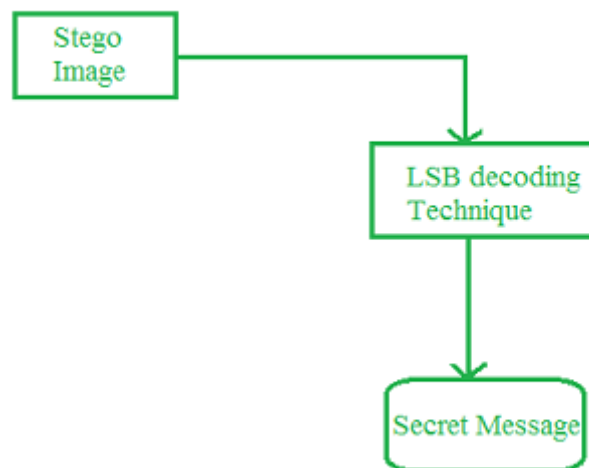 Stego
Image
LSB decoding
Technique
Secret Message